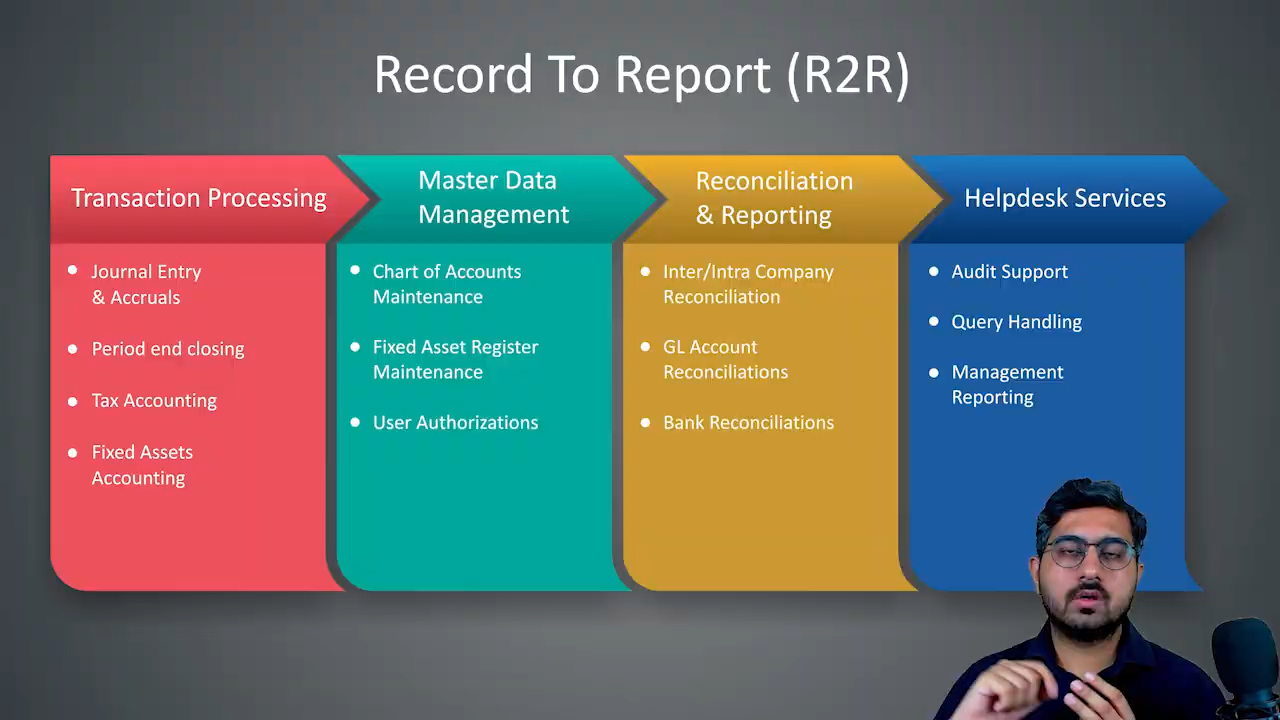 Record To Report (R2R)
Transaction Processing
Journal Entry
& Accruals
Period end closing
Tax Accounting
Fixed Assets
Accounting
Master Data
Management
Chart of Accounts
Maintenance
Fixed Asset Register
Maintenance
User Authorizations
Reconciliation
& Reporting
Inter/Intra Company
Reconciliation
GL Account
Reconciliations
Bank Reconciliations
Helpdesk Services
Audit Support
Query Handling
Management
Reporting